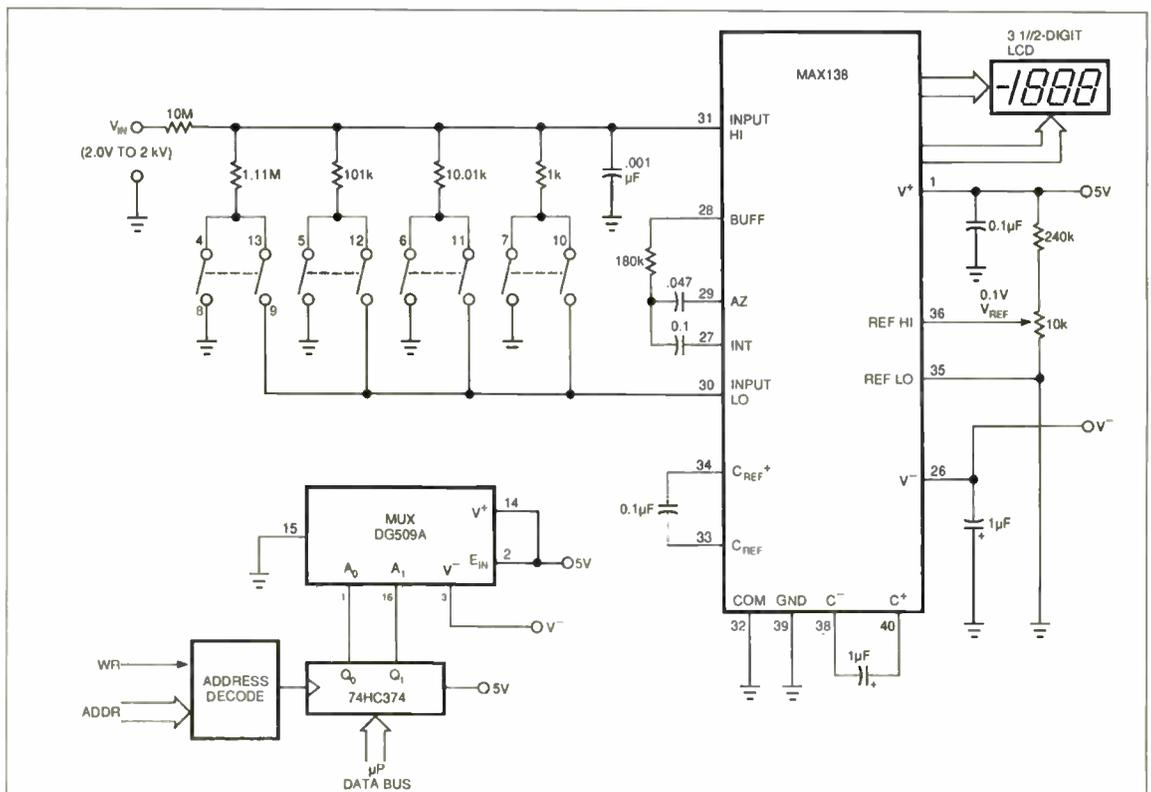 3 1//2-DIGIT
LCD
-1888
MAX138
10M
V_IN
(2.0V TO 2 kV)
31 INPUT
HI
.001
µF
1.11M
101k
10.01k
1k
V+ 1
5V
0.1µF
240k
28 BUFF
180k
4 13 5 12 6 11 7 10
.047
29 AZ
8 9
0.1
27 INT
0.1V
V_REF
REF HI 36
10k
REF LO 35
30 INPUT
LO
V−
V− 26
1µF
+
34 C_REF+
0.1µF
33 C_REF
MUX
DG509A
V+ 14
15
E_IN 2
5V
A0 A1 V−
1 16 3
V−
COM GND C− C+
32 39 38 40
1µF
+
WR
ADDRESS
DECODE
ADDR
Q0 Q1
74HC374
5V
µP
DATA BUS